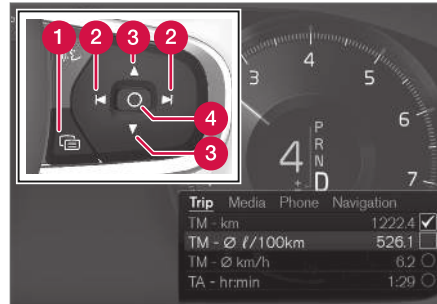 1
2
3
2
4
3
3
4
5
6
7
4
P
R
N
D
+
Trip Media Phone Navigation
TM - km 1222.4
TM - Ø ℓ/100km 526.1
TM - Ø km/h 6.2
TA - hr:min 1:29